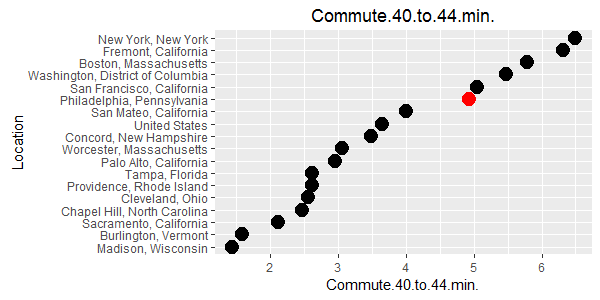 Commute.40.to.44.min.
New York, New York
Fremont, California
Boston, Massachusetts
Washington, District of Columbia
San Francisco, California
Philadelphia, Pennsylvania
San Mateo, California
United States
Concord, New Hampshire
Worcester, Massachusetts
Palo Alto, California
Tampa, Florida
Providence, Rhode Island
Cleveland, Ohio
Chapel Hill, North Carolina
Sacramento, California
Burlington, Vermont
Madison, Wisconsin
Location
2 3 4 5 6
Commute.40.to.44.min.